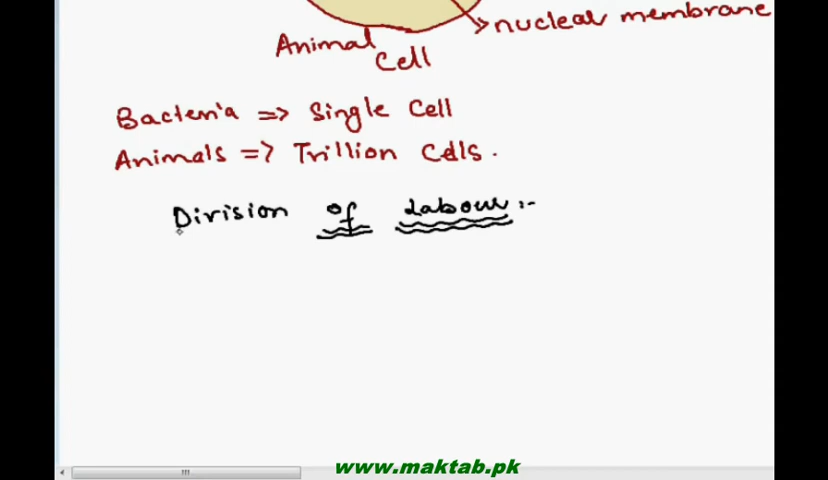 nuclear membrane
Animal
Cell
Bacteria => Single Cell
Animals => Trillion Cells.
Division of Labour :-
www.maktab.pk